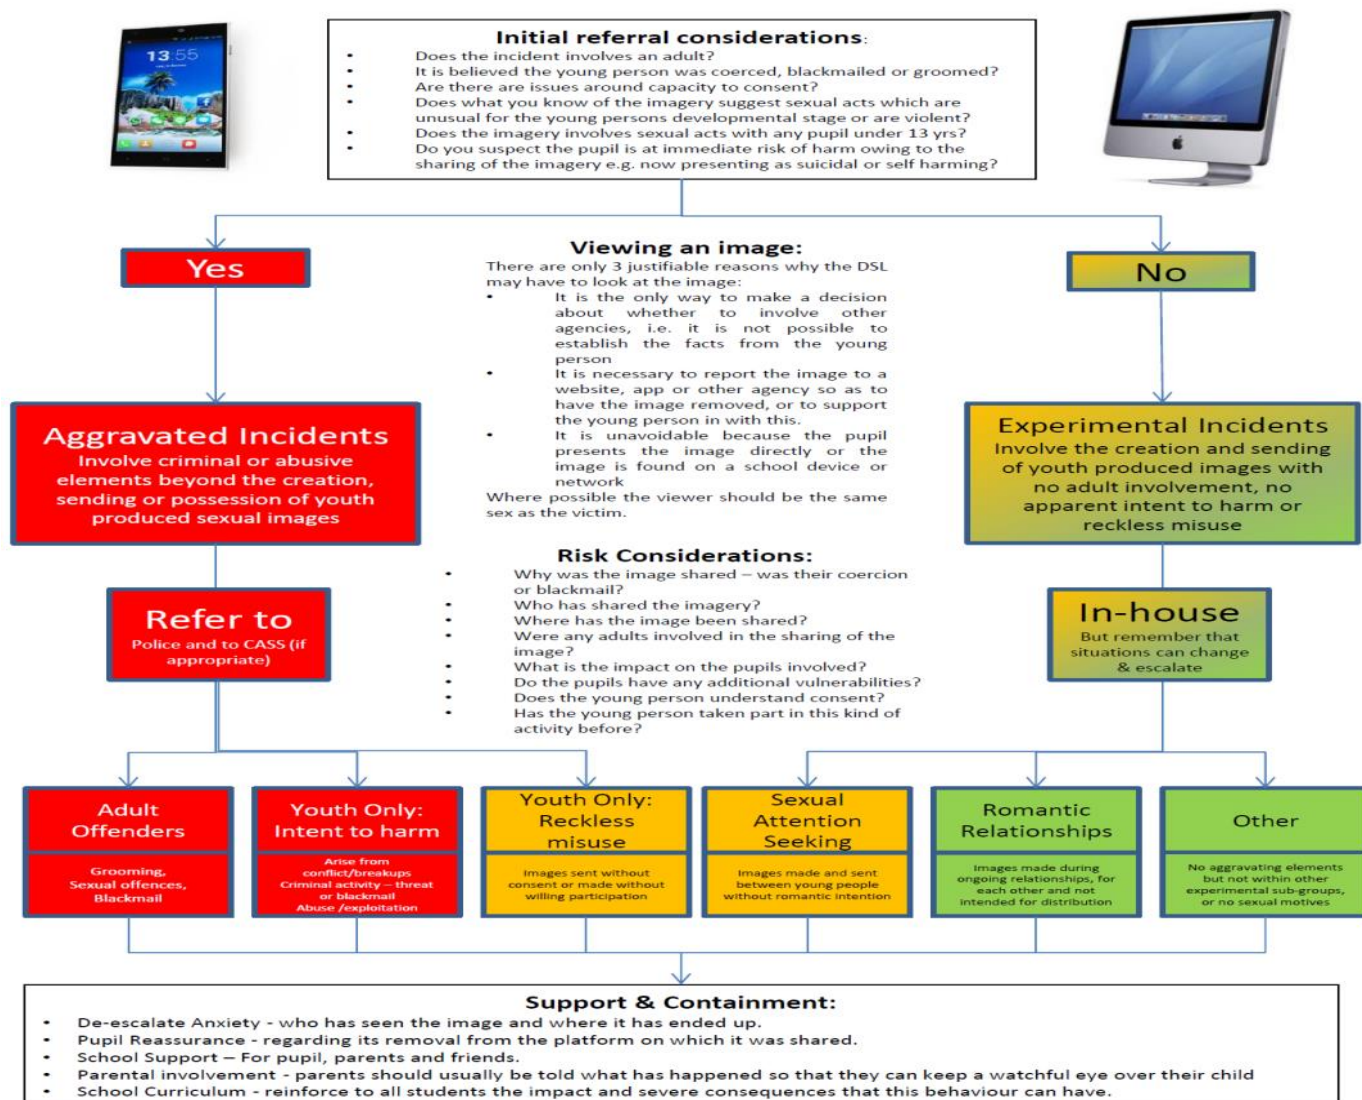 13:55
Initial referral considerations:
• Does the incident involves an adult?
• It is believed the young person was coerced, blackmailed or groomed?
• Are there are issues around capacity to consent?
• Does what you know of the imagery suggest sexual acts which are
unusual for the young persons developmental stage or are violent?
• Does the imagery involves sexual acts with any pupil under 13 yrs?
• Do you suspect the pupil is at immediate risk of harm owing to the
sharing of the imagery e.g. now presenting as suicidal or self harming?
Yes
No
Viewing an image:
There are only 3 justifiable reasons why the DSL
may have to look at the image:
• It is the only way to make a decision
about whether to involve other
agencies, i.e. it is not possible to
establish the facts from the young
person
• It is necessary to report the image to a
website, app or other agency so as to
have the image removed, or to support
the young person in with this.
• It is unavoidable because the pupil
presents the image directly or the
image is found on a school device or
network
Where possible the viewer should be the same
sex as the victim.
Aggravated Incidents
Involve criminal or abusive
elements beyond the creation,
sending or possession of youth
produced sexual images
Experimental Incidents
Involve the creation and sending
of youth produced images with
no adult involvement, no
apparent intent to harm or
reckless misuse
Risk Considerations:
• Why was the image shared – was their coercion
or blackmail?
• Who has shared the imagery?
• Where has the image been shared?
• Were any adults involved in the sharing of the
image?
• What is the impact on the pupils involved?
• Do the pupils have any additional vulnerabilities?
• Does the young person understand consent?
• Has the young person taken part in this kind of
activity before?
Refer to
Police and to CASS (if
appropriate)
In-house
But remember that
situations can change
& escalate
Adult
Offenders
Grooming,
Sexual offences,
Blackmail
Youth Only:
Intent to harm
Arise from
conflict/breakups
Criminal activity – threat
or blackmail
Abuse /exploitation
Youth Only:
Reckless
misuse
Images sent without
consent or made without
willing participation
Sexual
Attention
Seeking
Images made and sent
between young people
without romantic intention
Romantic
Relationships
Images made during
ongoing relationships, for
each other and not
intended for distribution
Other
No aggravating elements
but not within other
experimental sub-groups,
or no sexual motives
Support & Containment:
• De-escalate Anxiety - who has seen the image and where it has ended up.
• Pupil Reassurance - regarding its removal from the platform on which it was shared.
• School Support – For pupil, parents and friends.
• Parental involvement - parents should usually be told what has happened so that they can keep a watchful eye over their child
• School Curriculum - reinforce to all students the impact and severe consequences that this behaviour can have.